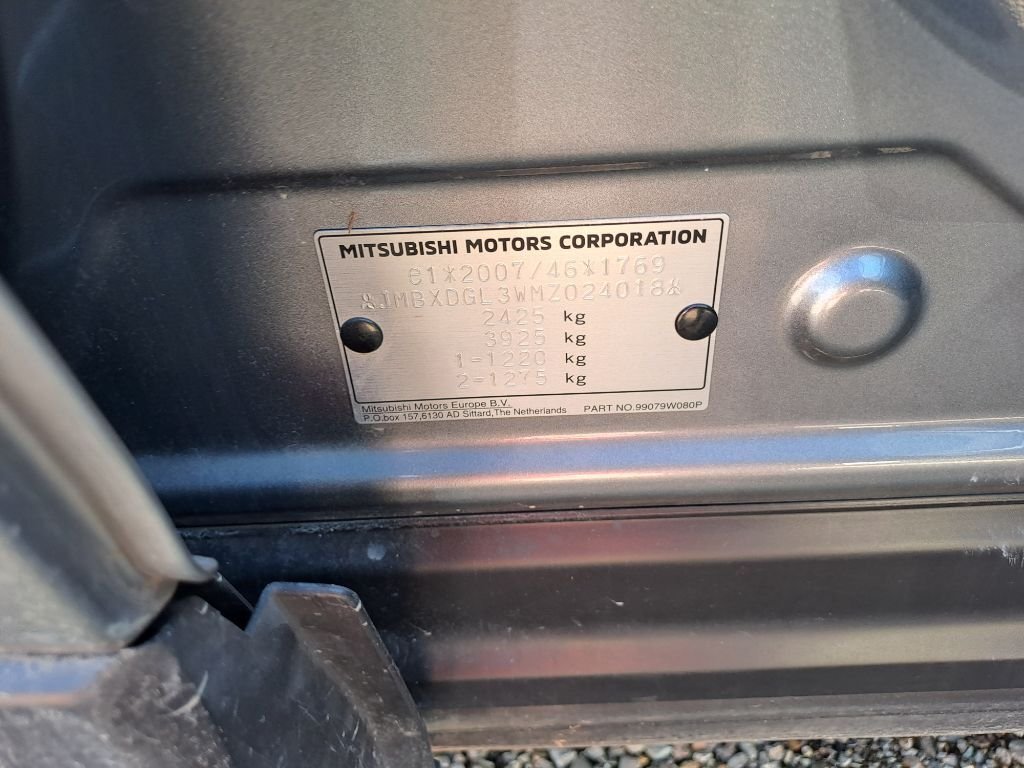 MITSUBISHI MOTORS CORPORATION
e1*2007/46*1769
*JMBXDGL3WMZ024018*
2425 kg
3925 kg
1-1220 kg
2-1275 kg
Mitsubishi Motors Europe B.V.
P.O.box 157,6130 AD Sittard,The Netherlands PART NO.99079W080P